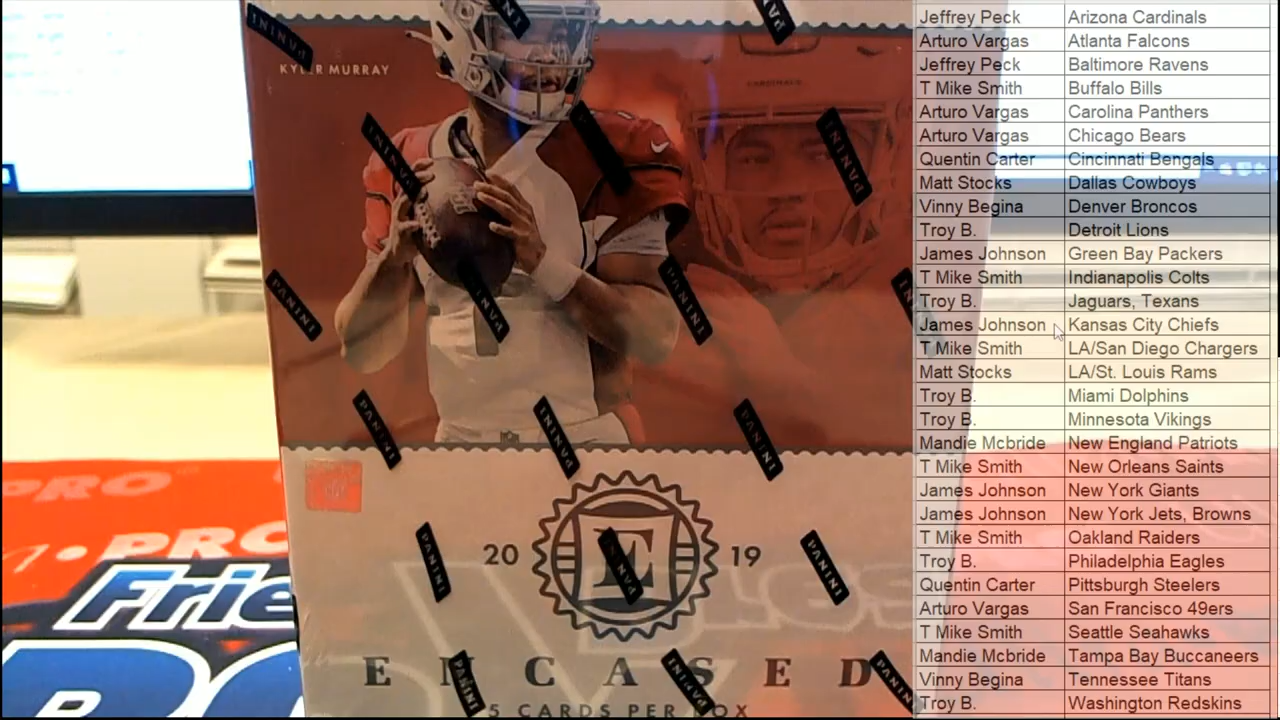 KYLER MURRAY
CARDINALS
PANINI
20 E 19
ENCASED
5 CARDS PER BOX
PRO
PRO
Frie
Jeffrey Peck Arizona Cardinals
Arturo Vargas Atlanta Falcons
Jeffrey Peck Baltimore Ravens
T Mike Smith Buffalo Bills
Arturo Vargas Carolina Panthers
Arturo Vargas Chicago Bears
Quentin Carter Cincinnati Bengals
Matt Stocks Dallas Cowboys
Vinny Begina Denver Broncos
Troy B. Detroit Lions
James Johnson Green Bay Packers
T Mike Smith Indianapolis Colts
Troy B. Jaguars, Texans
James Johnson Kansas City Chiefs
T Mike Smith LA/San Diego Chargers
Matt Stocks LA/St. Louis Rams
Troy B. Miami Dolphins
Troy B. Minnesota Vikings
Mandie Mcbride New England Patriots
T Mike Smith New Orleans Saints
James Johnson New York Giants
James Johnson New York Jets, Browns
T Mike Smith Oakland Raiders
Troy B. Philadelphia Eagles
Quentin Carter Pittsburgh Steelers
Arturo Vargas San Francisco 49ers
T Mike Smith Seattle Seahawks
Mandie Mcbride Tampa Bay Buccaneers
Vinny Begina Tennessee Titans
Troy B. Washington Redskins